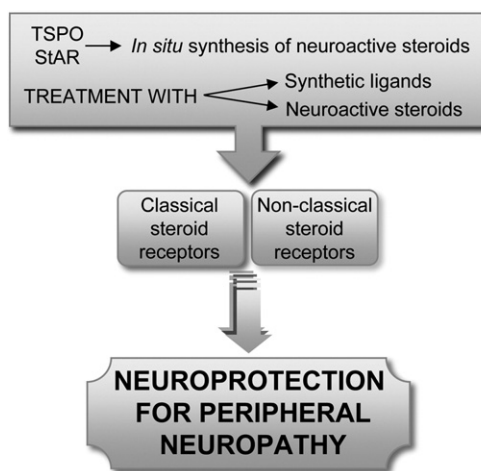 TSPO
StAR
In situ synthesis of neuroactive steroids
TREATMENT WITH
Synthetic ligands
Neuroactive steroids
Classical
steroid
receptors
Non-classical
steroid
receptors
NEUROPROTECTION
FOR PERIPHERAL
NEUROPATHY